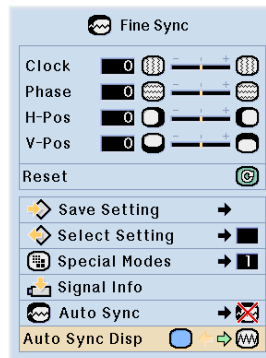 Fine Sync
Clock 0 - +
Phase 0 - +
H-Pos 0 - +
V-Pos 0 - +
Reset
Save Setting
Select Setting
Special Modes 1
Signal Info
Auto Sync
Auto Sync Disp